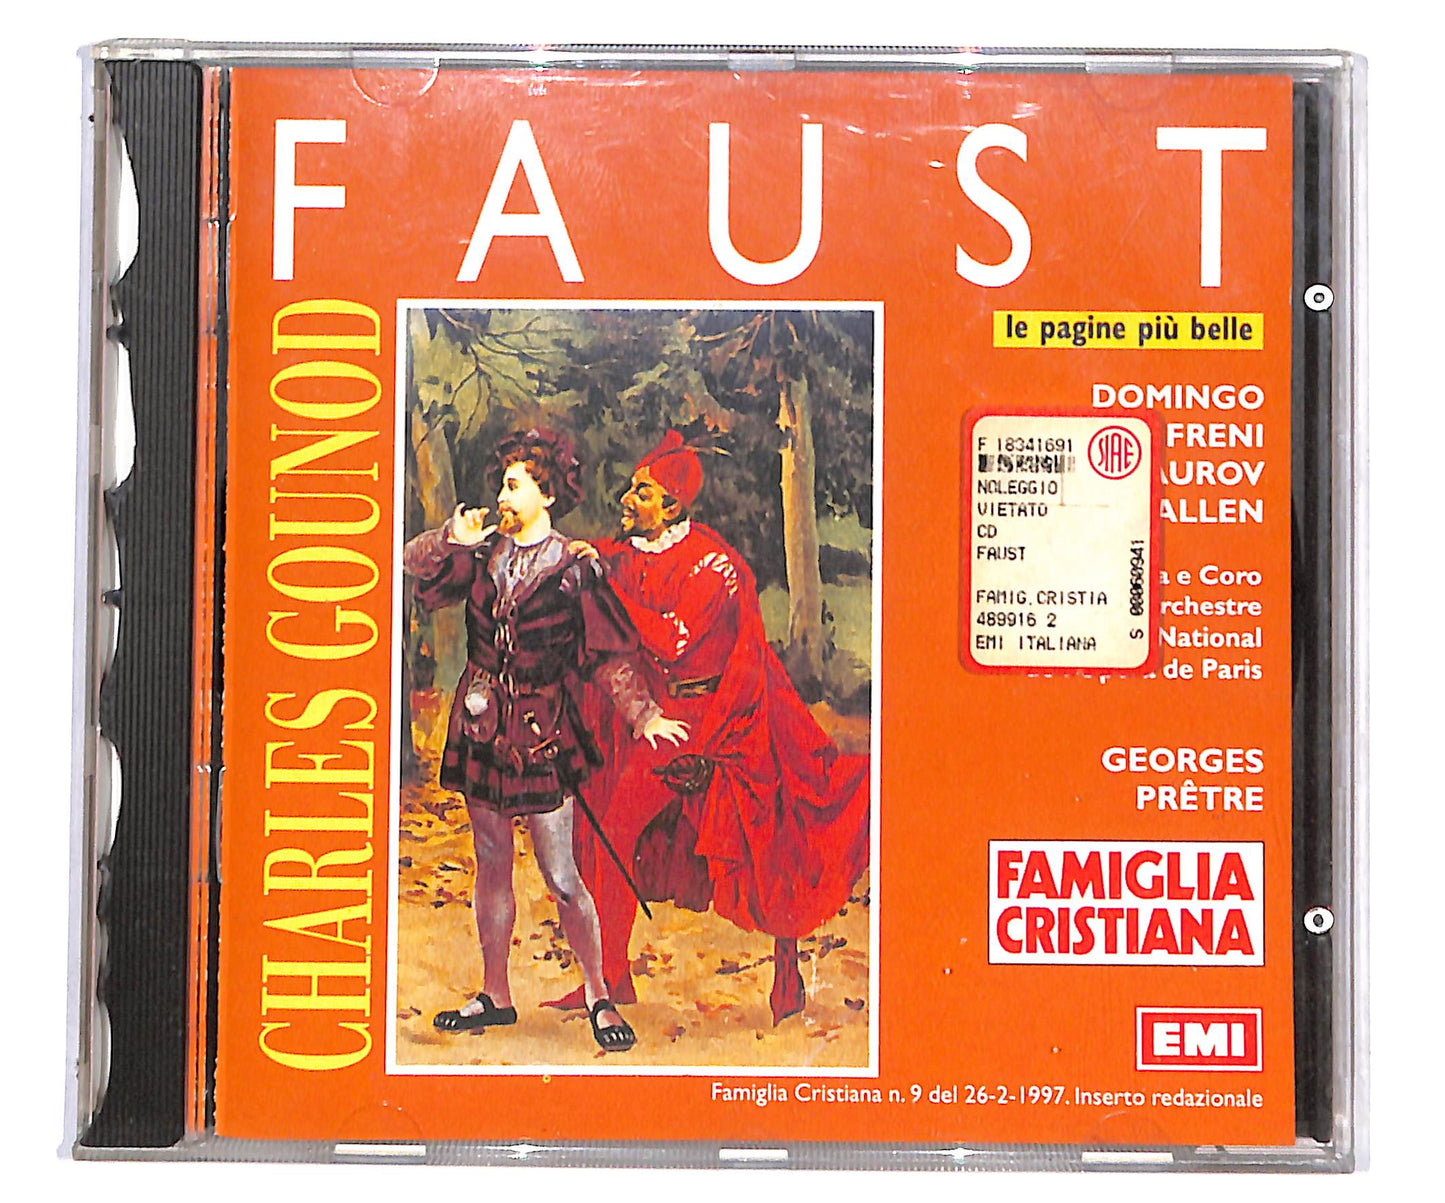 FAUST
CHARLES GOUNOD
le pagine più belle
DOMINGO
FRENI
AUROV
ALLEN
a e Coro
rchestre
National
de Paris
F 18341691
SIAE
NOLEGGIO
VIETATO
CD
FAUST
FAMIG.CRISTIA
489916 2
EMI ITALIANA
S 00060941
GEORGES
PRÊTRE
FAMIGLIA
CRISTIANA
EMI
Famiglia Cristiana n. 9 del 26-2-1997. Inserto redazionale